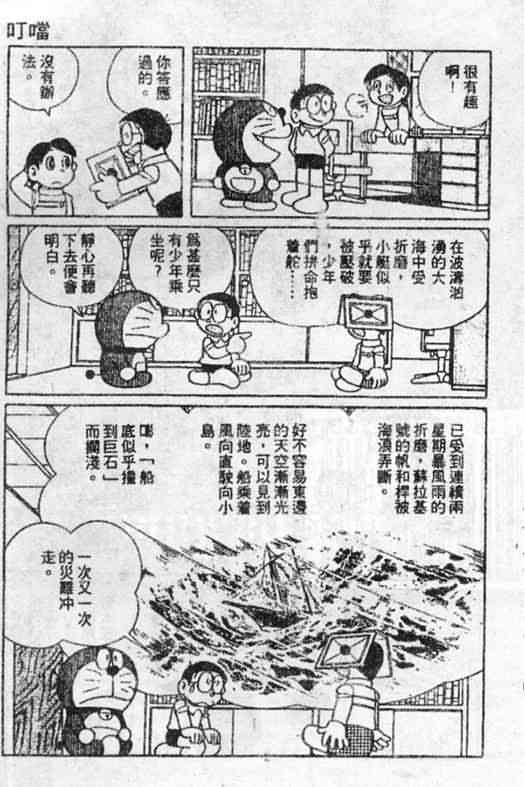 叮噹
很有趣
啊！
你答應
過的。
沒有辦
法。
在波濤洶
湧的大
海中受
折磨，
小艇似
乎就要
被壓破
，少年
們拼命抱
着舵……
爲甚麼只
有少年乘
坐呢？
靜心再聽
下去便會
明白。
已受到連續兩
星期暴風雨的
折磨，蘇拉基
號的帆和桿被
海浪弄斷。
好不容易東邊
的天空漸漸光
亮，可以見到
陸地。船乘着
風向直駛向小
島。
「船
底似乎撞
到巨石」
而擱淺。
一次又一次
的災難冲
走。